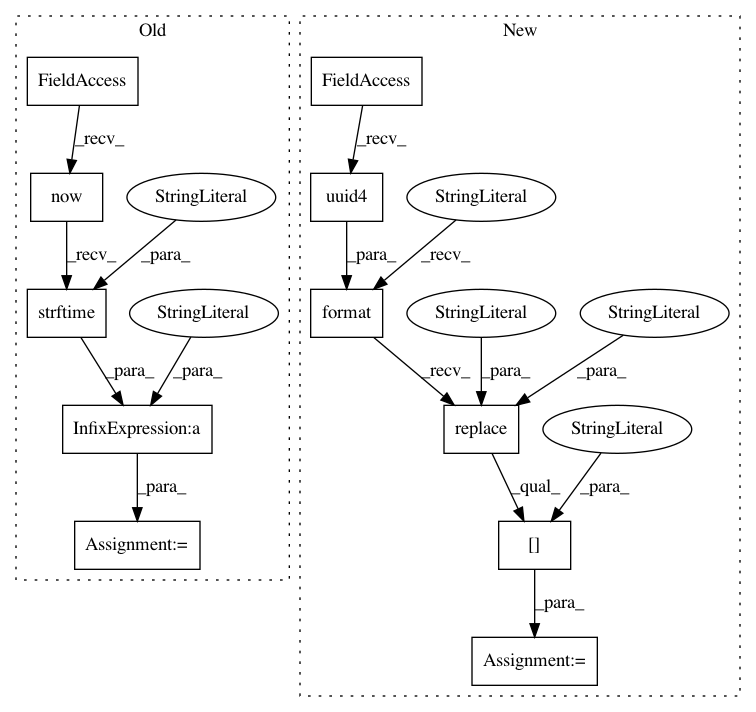 Old
New
FieldAccess
FieldAccess
_recv_
_recv_
now
StringLiteral
uuid4
StringLiteral
_recv_
_para_
_para_
_recv_
strftime
StringLiteral
format
StringLiteral
StringLiteral
_para_
_para_
_recv_
_para_
_para_
InfixExpression:a
replace
StringLiteral
_para_
_qual_
_para_
Assignment:=
[]
_para_
Assignment:=